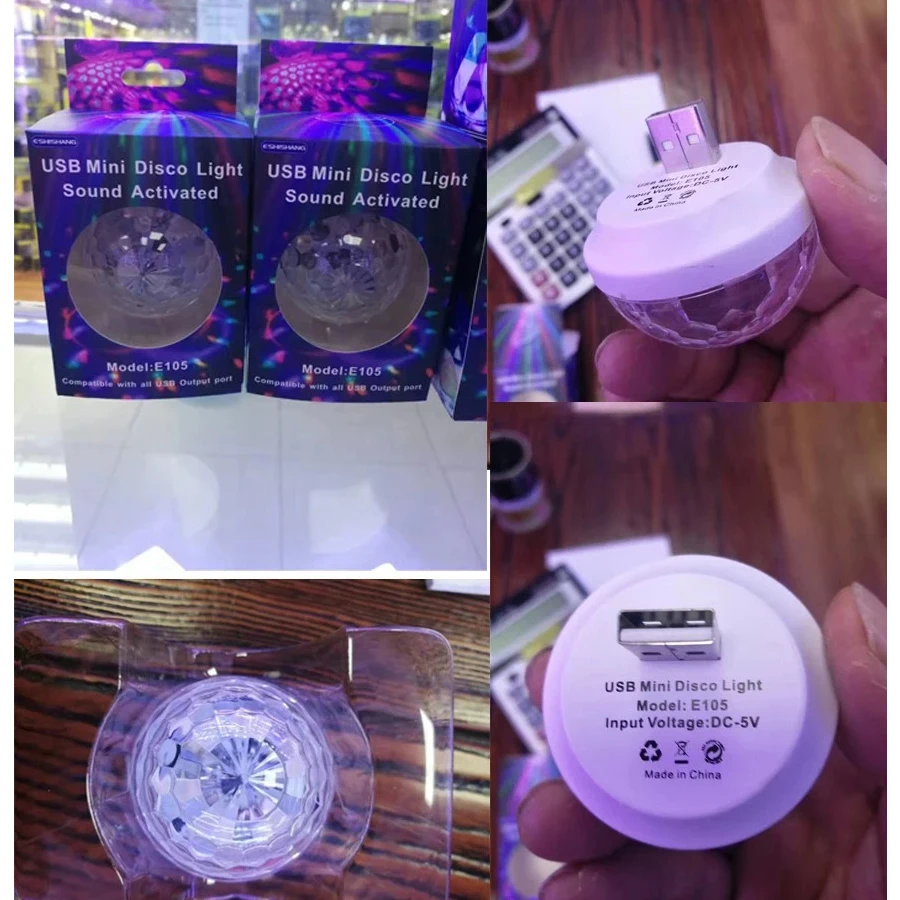 ESHISHANG
USB Mini Disco Light
Sound Activated
Model:E105
Compatible with all USB Output port
ESHISHANG
USB Mini Disco Light
Sound Activated
Model:E105
Compatible with all USB Output port
USB Mini Disco Light
Model: E105
Input Voltage:DC-5V
Made in China
USB Mini Disco Light
Model: E105
Input Voltage:DC-5V
Made in China